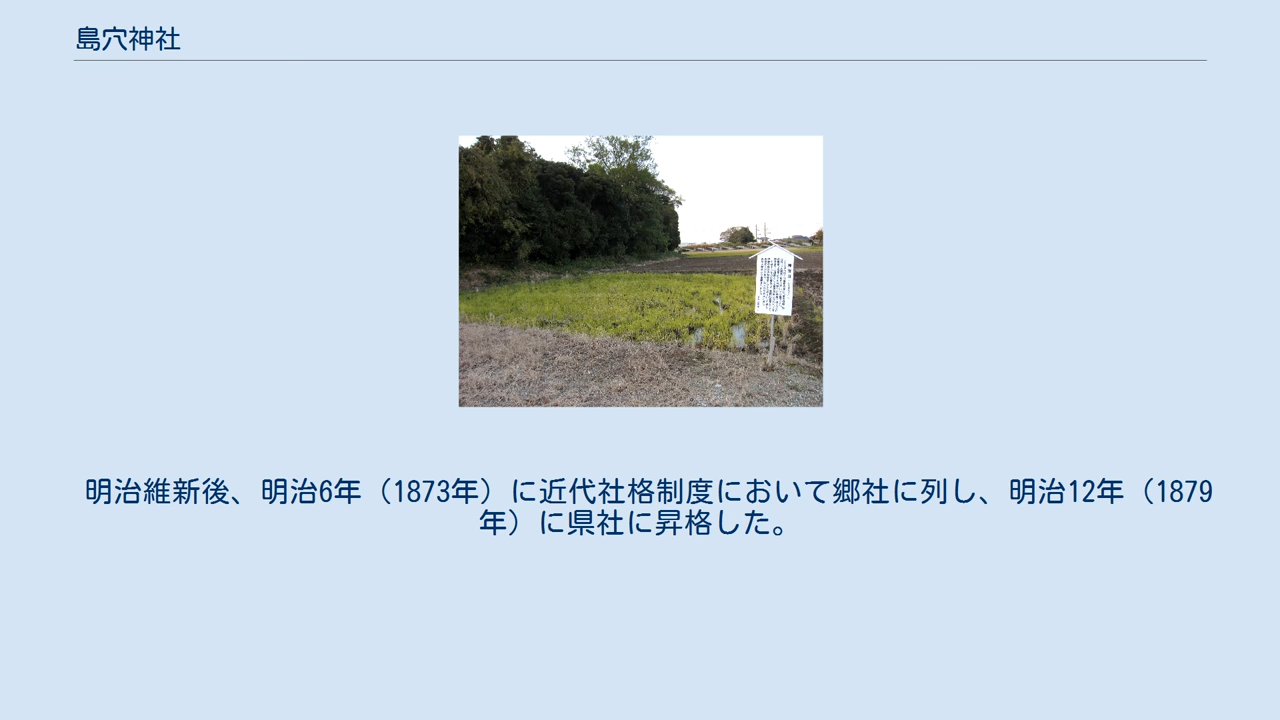 島穴神社
明治維新後、明治6年（1873年）に近代社格制度において郷社に列し、明治12年（1879
年）に県社に昇格した。